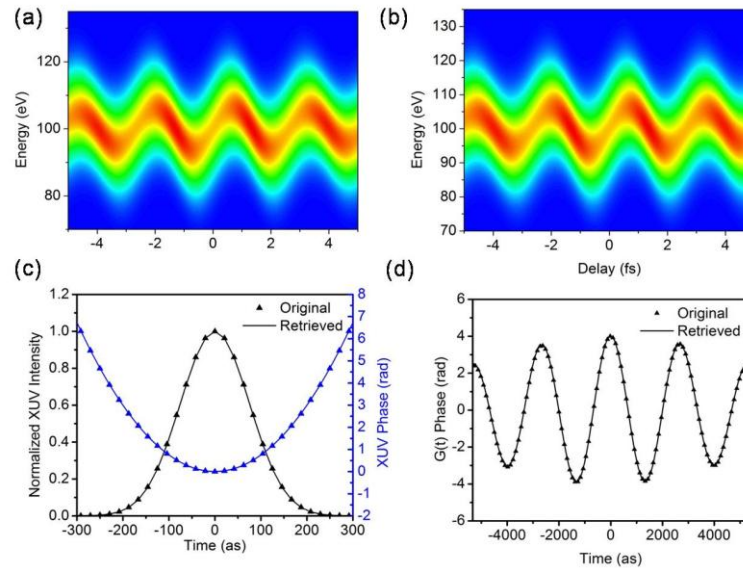 (a)
(b)
Energy (eV)
120
100
80
-4 -2 0 2 4
Energy (eV)
130
120
110
100
90
80
70
-4 -2 0 2 4
Delay (fs)
(c)
Normalized XUV Intensity
1.2
1.0
0.8
0.6
0.4
0.2
0.0
Original
Retrieved
8
7
6
5
4
3
2
1
0
-1
-2
XUV Phase (rad)
-300 -200 -100 0 100 200 300
Time (as)
(d)
G(t) Phase (rad)
6
4
2
0
-2
-4
-6
Original
Retrieved
-4000 -2000 0 2000 4000
Time (as)